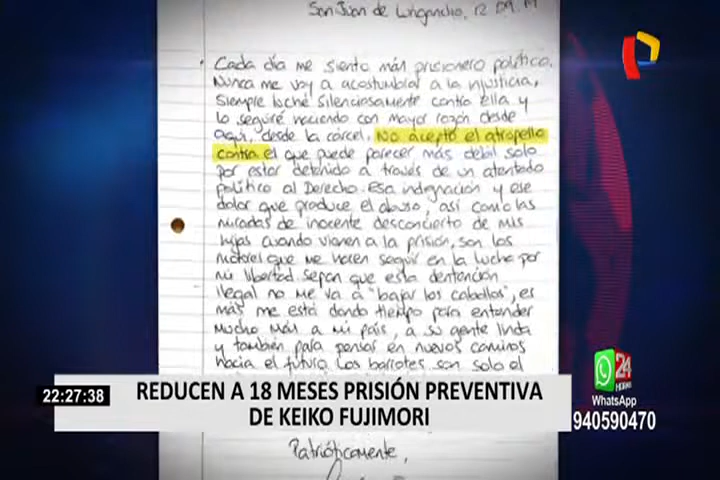 San Juan de Lurigancho, 12.09.19
Cada día me siento más prisionero político.
Nunca me voy a acostumbrar a la injusticia,
siempre luché silenciosamente contra ella y
lo seguiré haciendo con mayor razón desde
aquí, desde la cárcel. No acepto el atropello
contra el que puede parecer más débil solo
por estar detenido a través de un atentado
político al Derecho. Esa indignación y ese
dolor que produce el abuso, así como las
miradas de inocente desconcierto de mis
hijas cuando vienen a la prisión, son los
motores que me hacen seguir en la lucha por
mi libertad. Sepan que esta dentención
ilegal no me va a "bajar los caballos", es
más me está dando tiempo para entender
mucho más a mi país, a su gente linda
y también para pensar en nuevos caminos
hacia el futuro. Los barrotes son solo el
REDUCEN A 18 MESES PRISIÓN PREVENTIVA
DE KEIKO FUJIMORI
22:27:38
24
HORAS
WhatsApp
940590470
Patrióticamente,